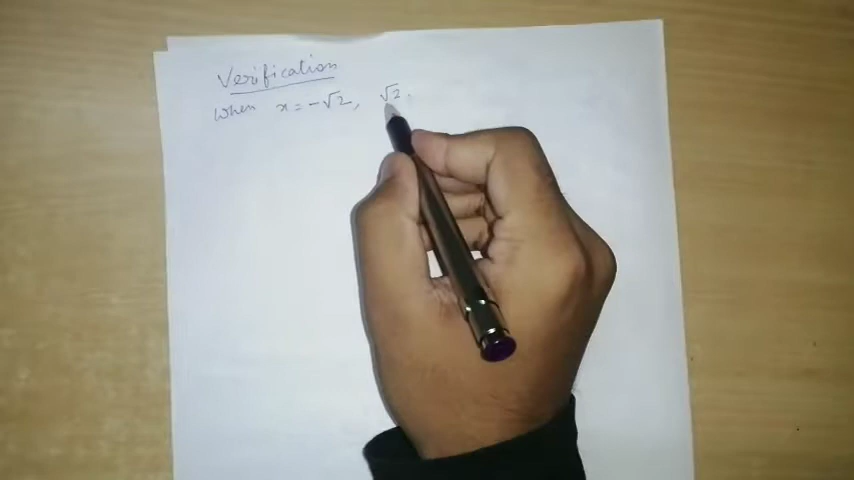 Verification
When x = -√2, √2.